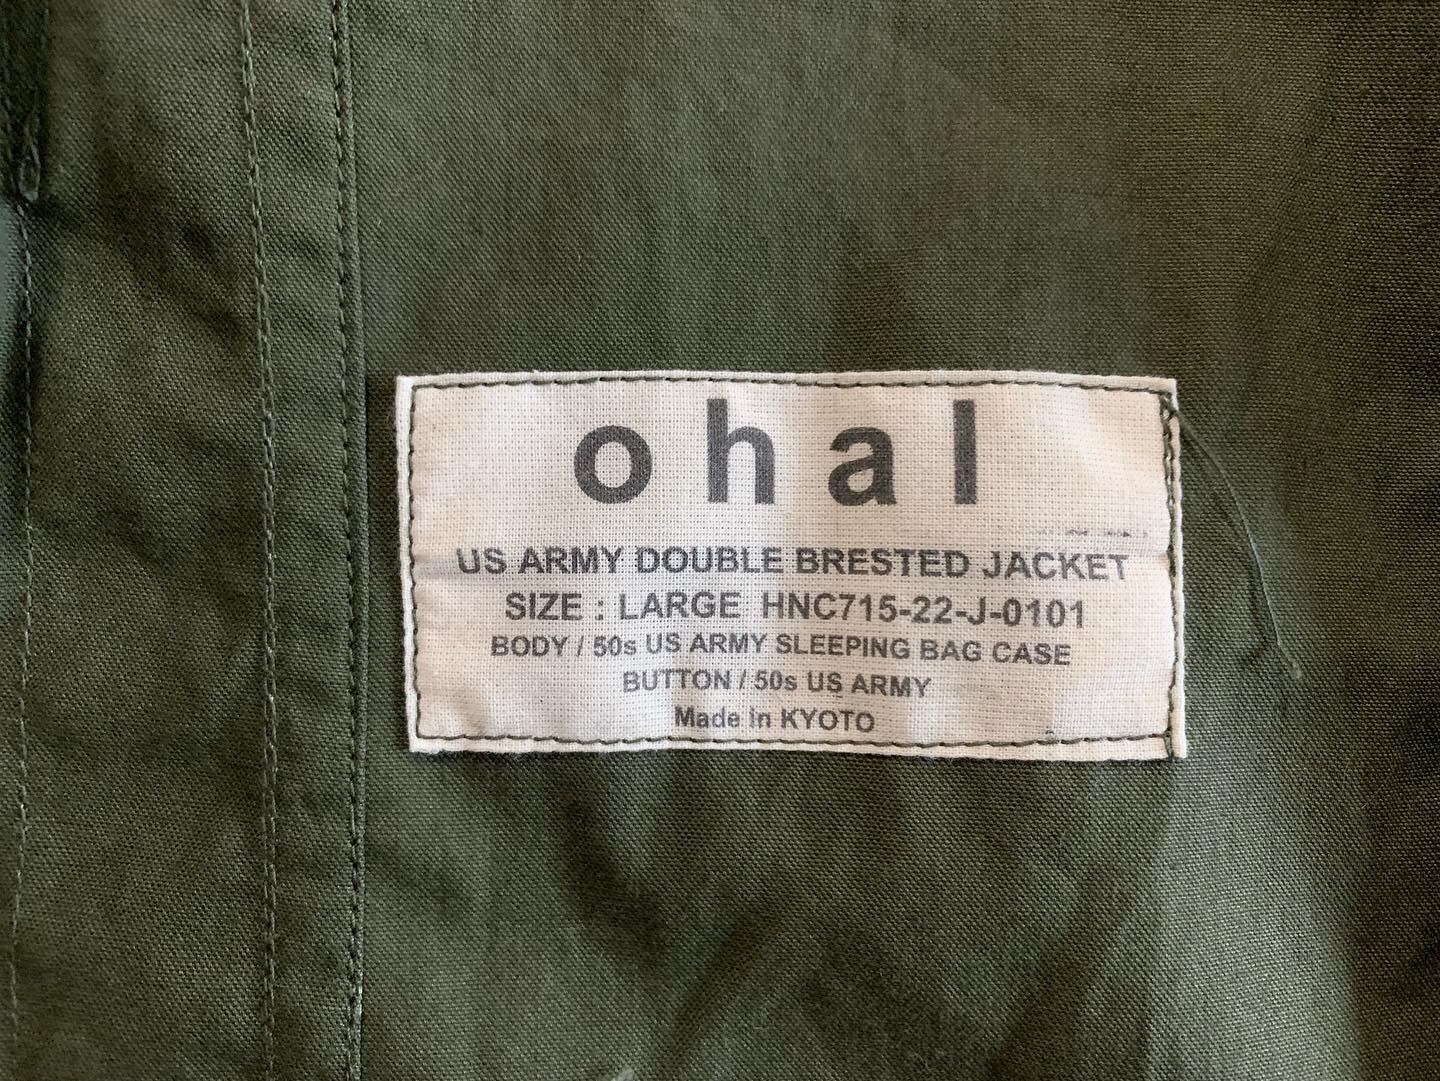 ohal
US ARMY DOUBLE BRESTED JACKET
SIZE : LARGE HNC715-22-J-0101
BODY / 50s US ARMY SLEEPING BAG CASE
BUTTON / 50s US ARMY
Made in KYOTO